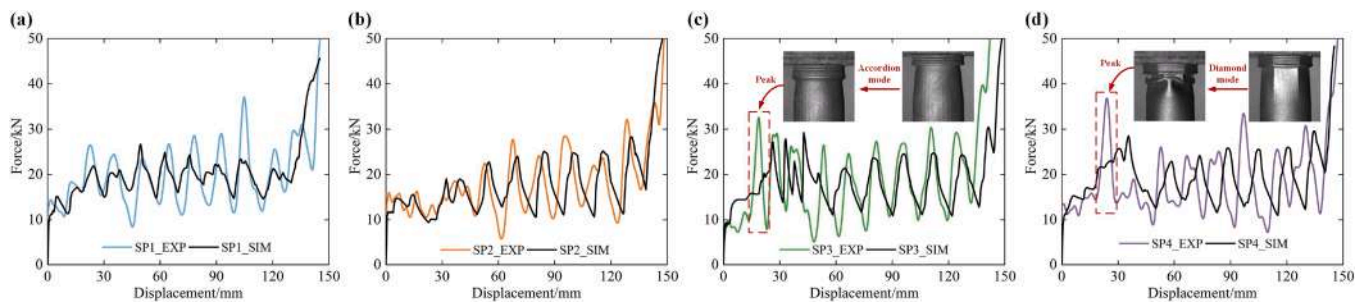 (a)
50
40
30
20
10
0
Force/kN
0 30 60 90 120 150
Displacement/mm
SP1_EXP SP1_SIM
(b)
50
40
30
20
10
0
Force/kN
0 30 60 90 120 150
Displacement/mm
SP2_EXP SP2_SIM
(c)
50
40
30
20
10
0
Force/kN
Peak
Accordion
mode
0 30 60 90 120 150
Displacement/mm
SP3_EXP SP3_SIM
(d)
50
40
30
20
10
0
Force/kN
Peak
Diamond
mode
0 30 60 90 120 150
Displacement/mm
SP4_EXP SP4_SIM